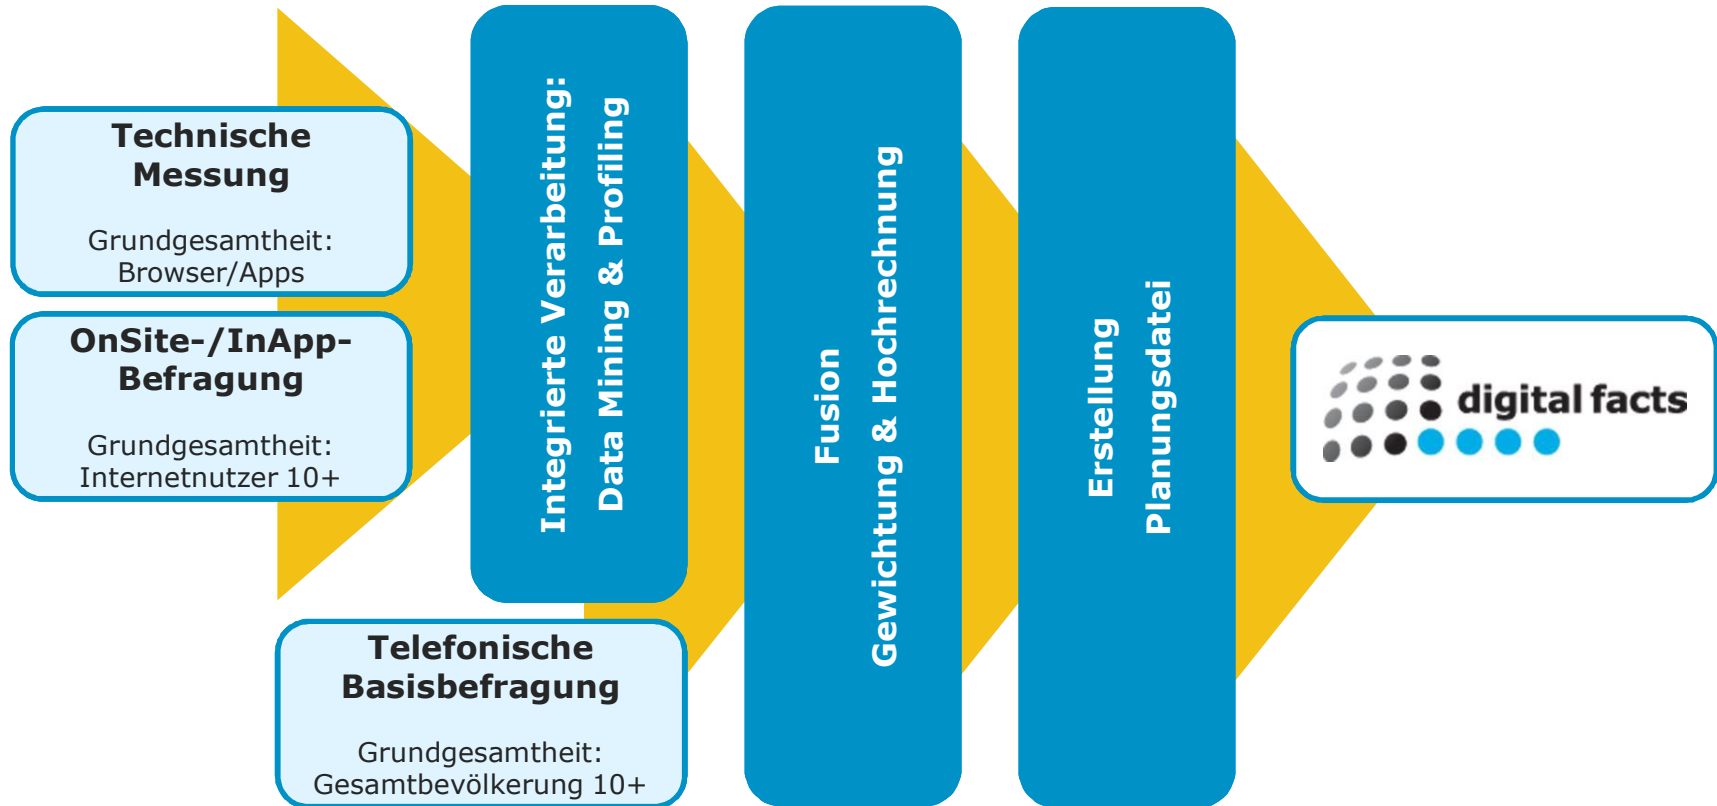 Technische
Messung
Grundgesamtheit:
Browser/Apps
OnSite-/InApp-
Befragung
Grundgesamtheit:
Internetnutzer 10+
Telefonische
Basisbefragung
Grundgesamtheit:
Gesamtbevölkerung 10+
Integrierte Verarbeitung:
Data Mining & Profiling
Fusion
Gewichtung & Hochrechnung
Erstellung
Planungsdatei
digital facts